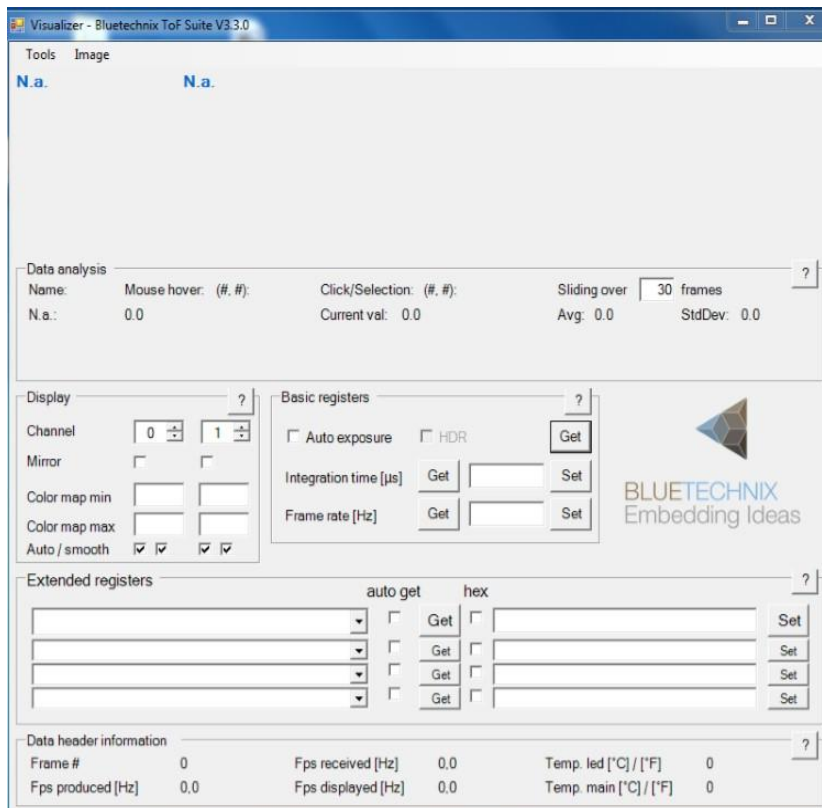 Visualizer - Bluetechnix ToF Suite V3.3.0
Tools Image
N.a. N.a.
Data analysis ?
Name: Mouse hover: (#, #): Click/Selection: (#, #): Sliding over 30 frames
N.a.: 0.0 Current val: 0.0 Avg: 0.0 StdDev: 0.0
Display ? Basic registers ?
Channel 0 1 Auto exposure HDR Get
Mirror
Integration time [µs] Get Set
Color map min
Frame rate [Hz] Get Set
Color map max
Auto / smooth
BLUETECHNIX
Embedding Ideas
Extended registers ?
auto get hex
Get Set
Get Set
Get Set
Get Set
Data header information ?
Frame # 0 Fps received [Hz] 0,0 Temp. led [°C] / [°F] 0
Fps produced [Hz] 0,0 Fps displayed [Hz] 0,0 Temp. main [°C] / [°F] 0